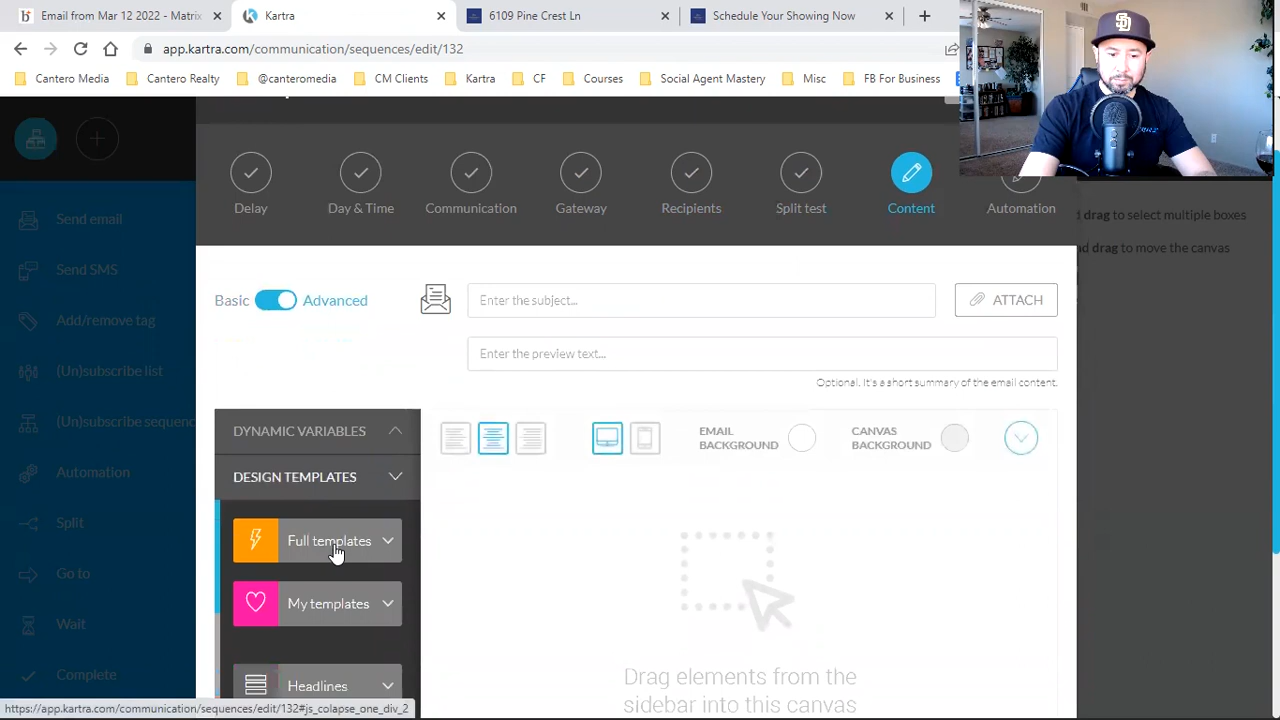 Email from Mar 12 2022 - Matrix
Kartra
6109 Pine Crest Ln
Schedule Your Showing Now
app.kartra.com/communication/sequences/edit/132
Cantero Media
Cantero Realty
@canteromedia
CM Clients
Kartra
CF
Courses
Social Agent Mastery
Misc
FB For Business
SD
Delay
Day & Time
Communication
Gateway
Recipients
Split test
Content
Automation
d drag to select multiple boxes
nd drag to move the canvas
Send email
Send SMS
Add/remove tag
(Un)subscribe list
(Un)subscribe sequenc
Automation
Split
Go to
Wait
Complete
Basic
Advanced
Enter the subject...
ATTACH
Enter the preview text...
Optional. It's a short summary of the email content.
DYNAMIC VARIABLES
DESIGN TEMPLATES
Full templates
My templates
Headlines
EMAIL
BACKGROUND
CANVAS
BACKGROUND
Drag elements from the
sidebar into this canvas
https://app.kartra.com/communication/sequences/edit/132#js_colapse_one_div_2